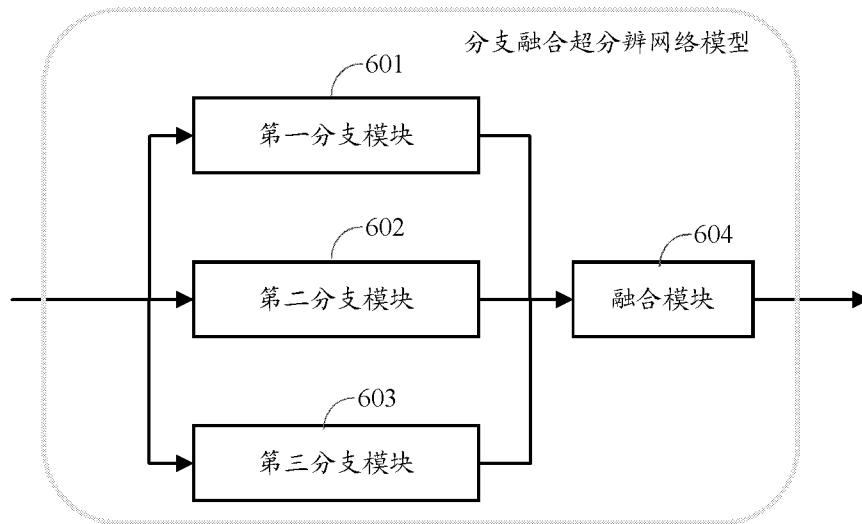 分支融合超分辨网络模型
601
第一分支模块
602
第二分支模块
604
融合模块
603
第三分支模块